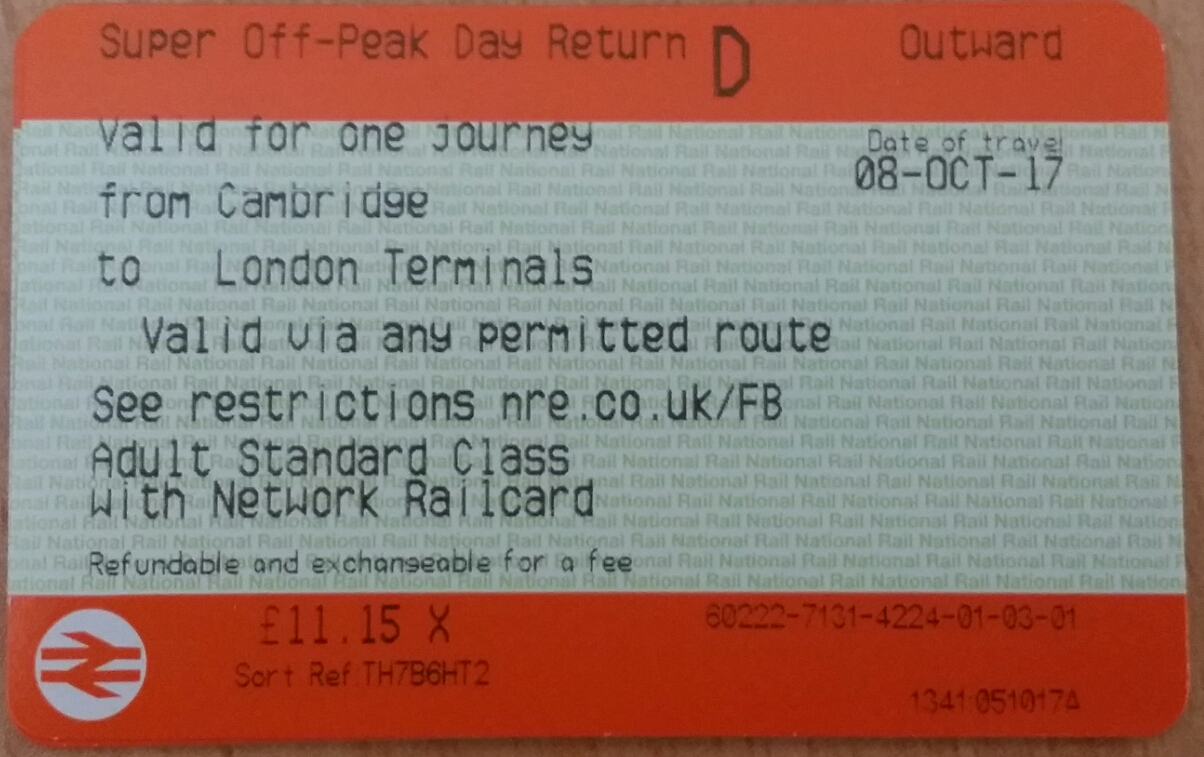 Super Off-Peak Day Return D Outward
Valid for one journey
Date of travel
08-OCT-17
from Cambridge
to London Terminals
Valid via any permitted route
See restrictions nre.co.uk/FB
Adult Standard Class
with Network Railcard
Refundable and exchangeable for a fee
£11.15 X 60222-7131-4224-01-03-01
Sort Ref:TH7B6HT2
1341:051017A